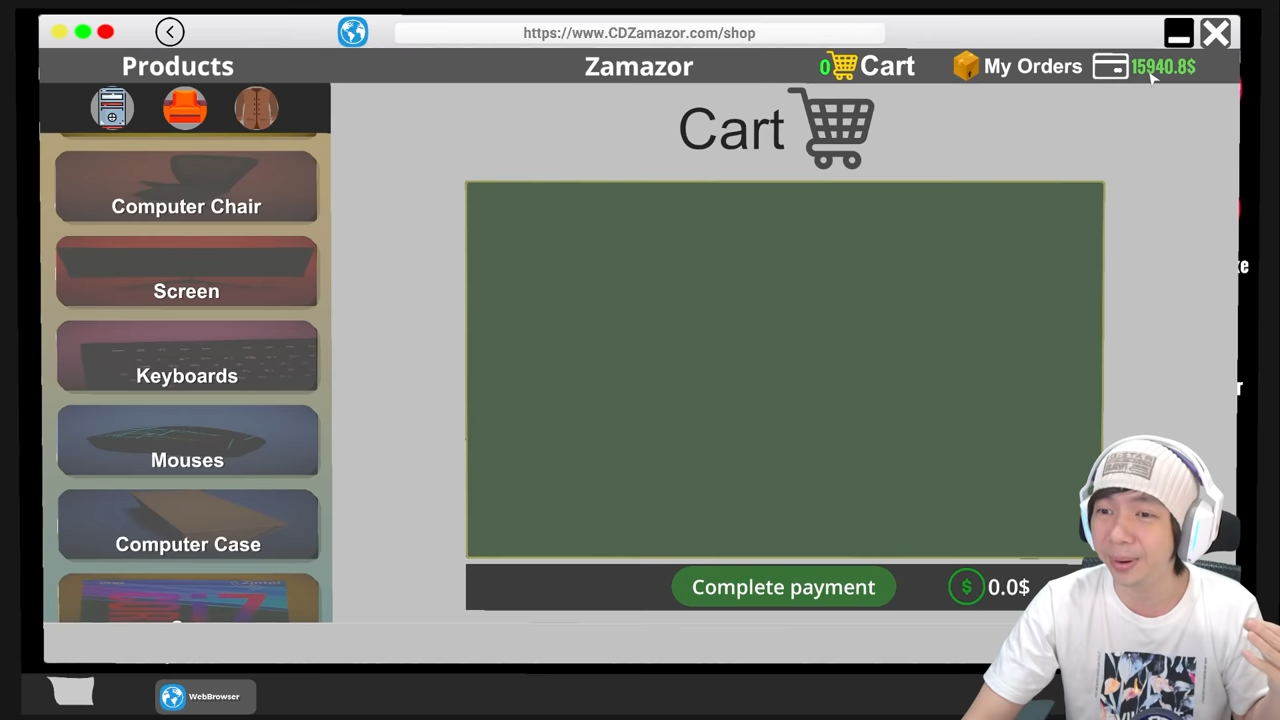 https://www.CDZamazor.com/shop
Products
Zamazor
0 Cart
My Orders
15940.8$
Cart
Computer Chair
Screen
Keyboards
Mouses
Computer Case
Complete payment
$ 0.0$
WebBrowser